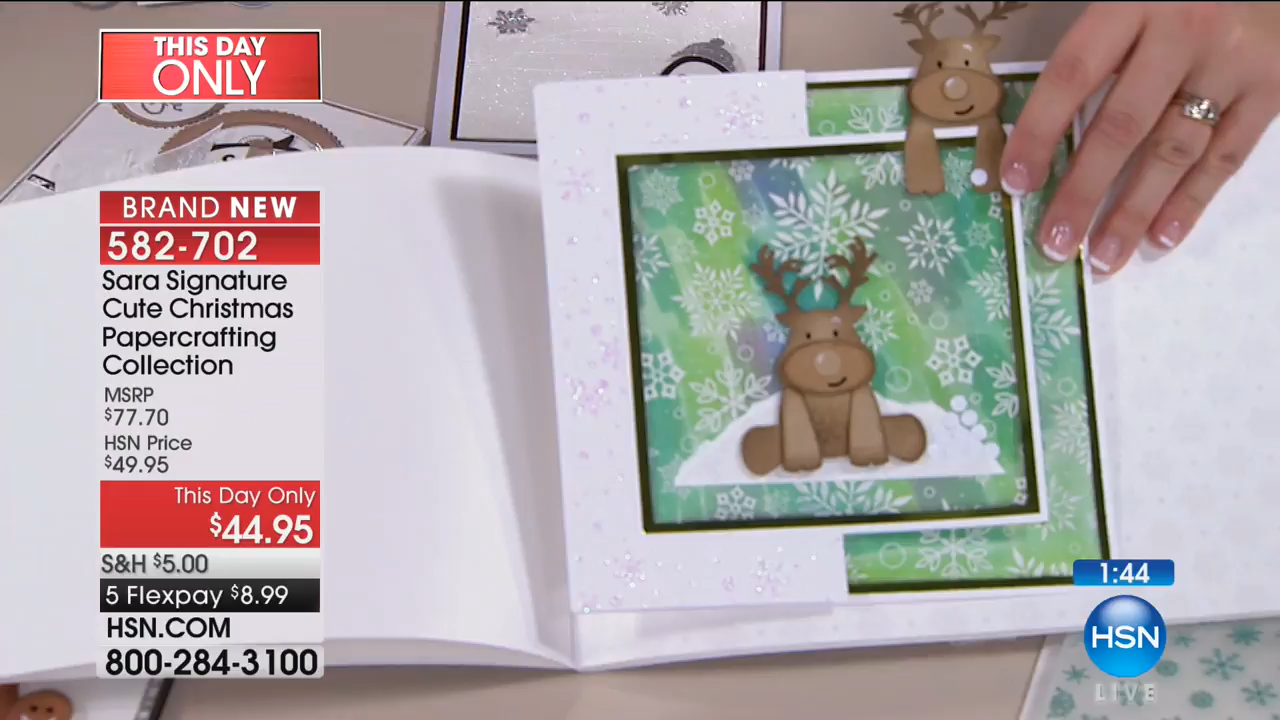 THIS DAY
ONLY
BRAND NEW
582-702
Sara Signature
Cute Christmas
Papercrafting
Collection
MSRP
$77.70
HSN Price
$49.95
This Day Only
$44.95
S&H $5.00
5 Flexpay $8.99
HSN.COM
800-284-3100
1:44
HSN
LIVE